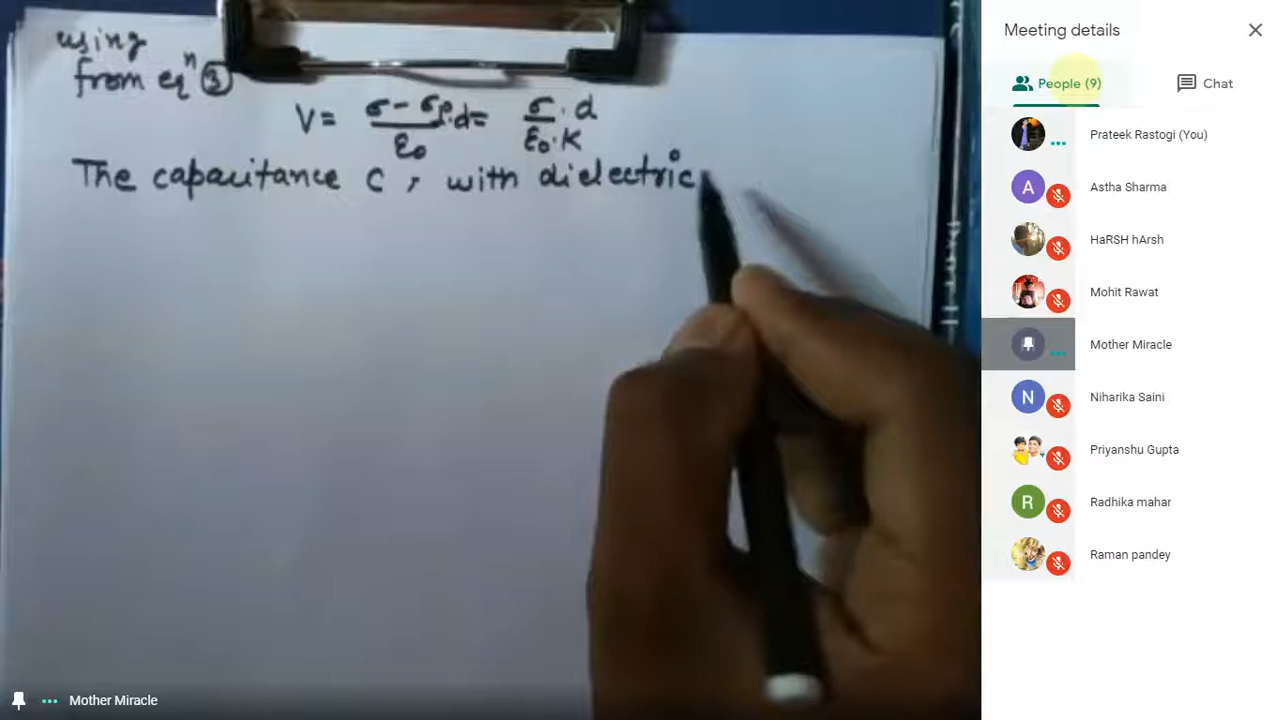 using
from eqⁿ ③
V = σ - σρ/ε₀ . d = σ/ε₀.K . d
The capacitance C, with dielectric
Mother Miracle
Meeting details
People (9)
Chat
Prateek Rastogi (You)
Astha Sharma
HaRSH hArsh
Mohit Rawat
Mother Miracle
Niharika Saini
Priyanshu Gupta
Radhika mahar
Raman pandey
A
N
R